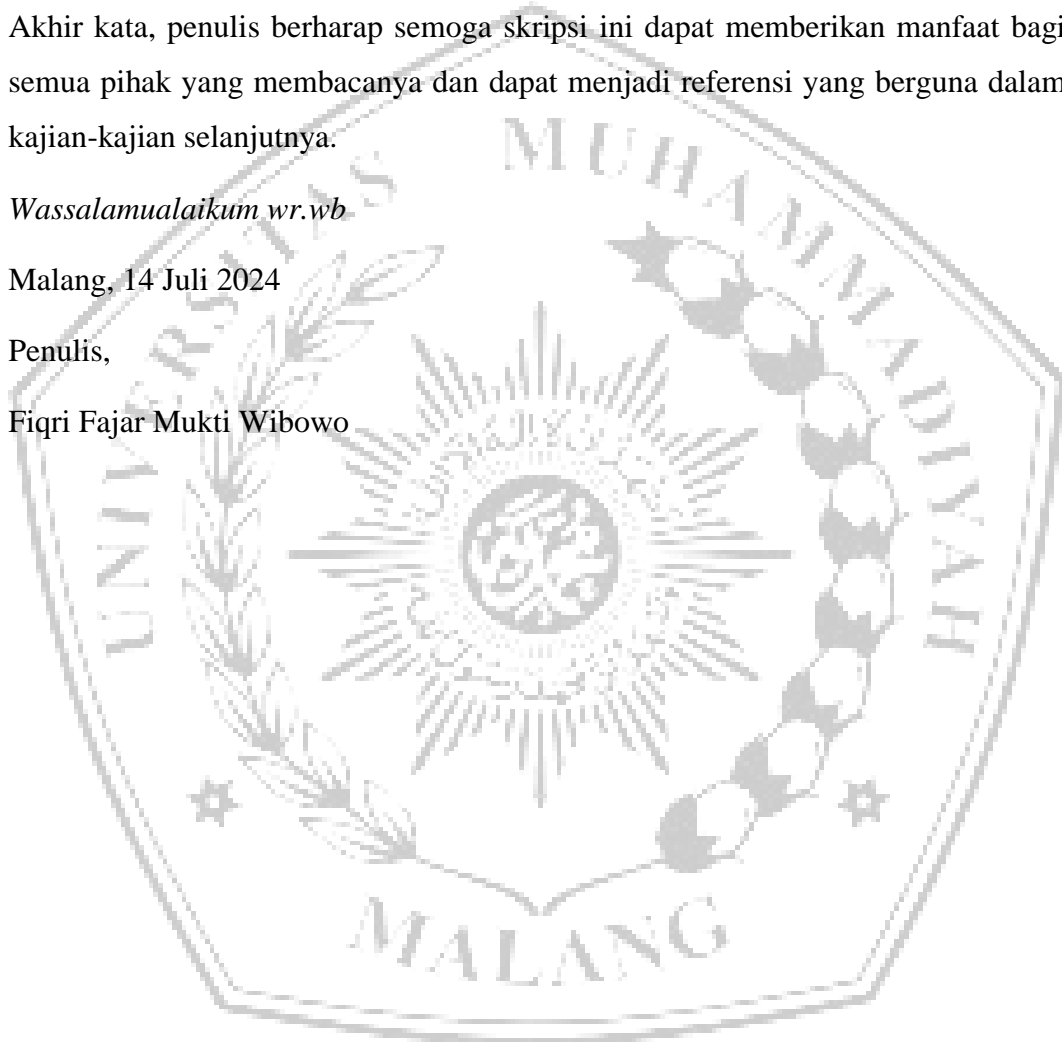 Akhir kata, penulis berharap semoga skripsi ini dapat memberikan manfaat bagi
semua pihak yang membacanya dan dapat menjadi referensi yang berguna dalam
kajian-kajian selanjutnya.
Wassalamualaikum wr.wb
Malang, 14 Juli 2024
Penulis,
Fiqri Fajar Mukti Wibowo
UNIVERSITAS MUHAMMADIYAH
MALANG